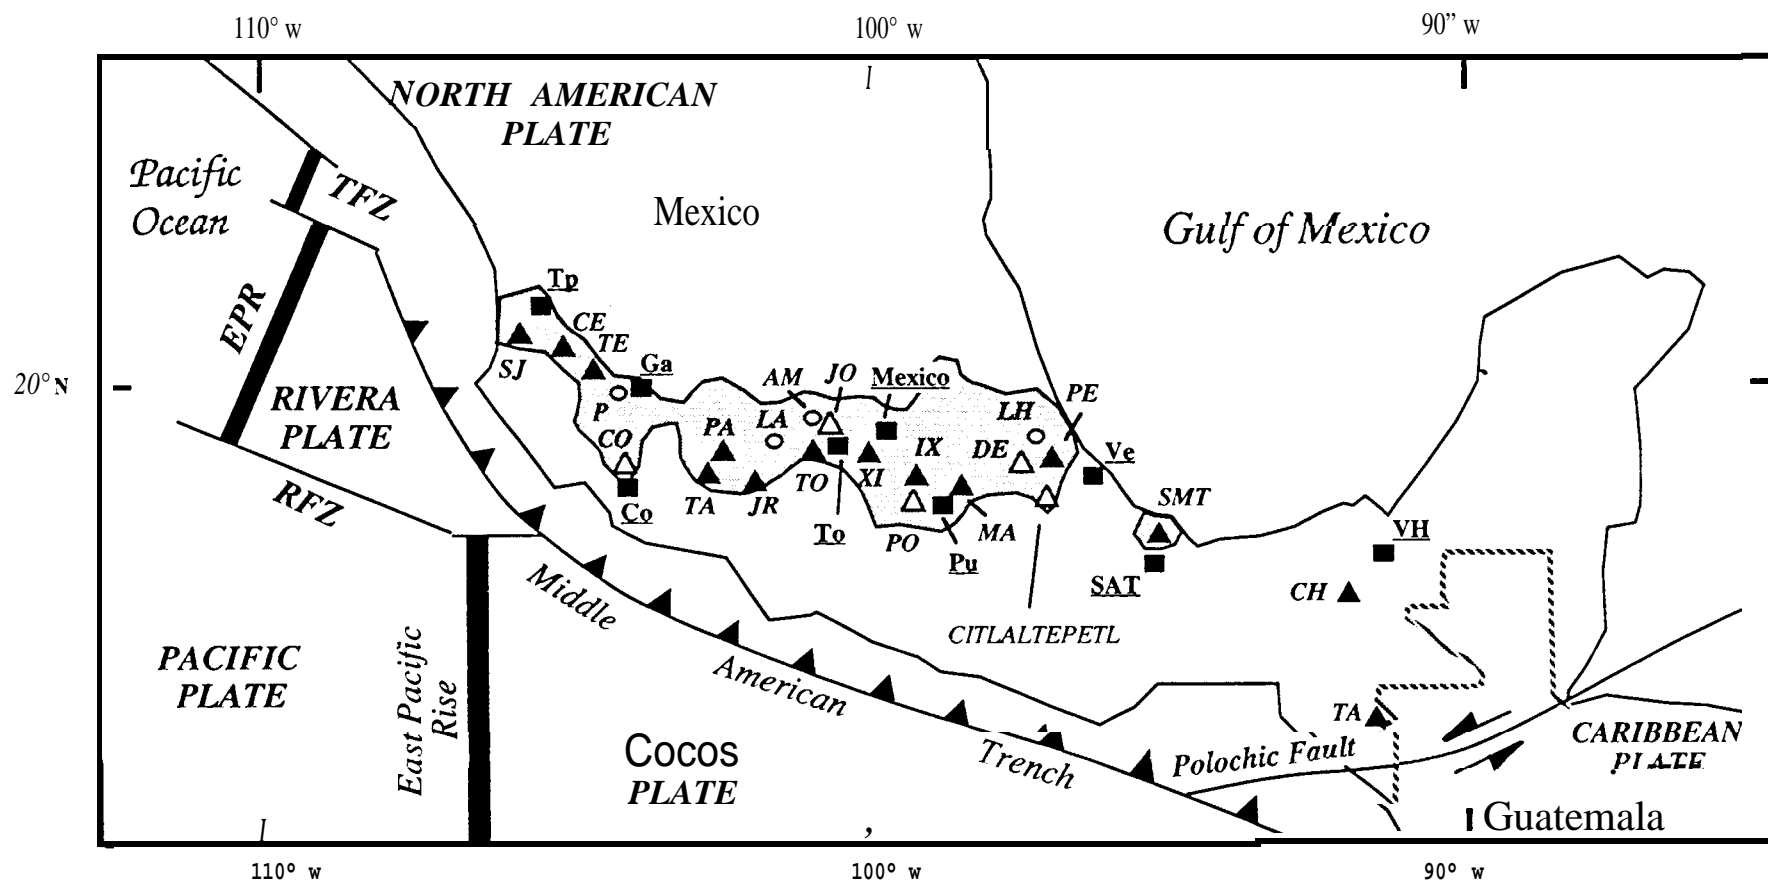 110° w
100° w
90” w
NORTH AMERICAN
PLATE
Pacific
Ocean
TFZ
Mexico
Gulf of Mexico
Tp
EPR
CE
TE
SJ
Ga
20° N
AM
JO
Mexico
PE
RIVERA
PLATE
P
LA
LH
CO
PA
IX
DE
Ve
TO
XI
TA
JR
SMT
RFZ
Co
To
PO
MA
Pu
VH
SAT
CH
Middle
CITLALTEPETL
PACIFIC
PLATE
East Pacific
Rise
American
TA
Cocos
PLATE
Trench
Polochic Fault
CARIBBEAN
PLATE
Guatemala
110° w
100° w
90° w